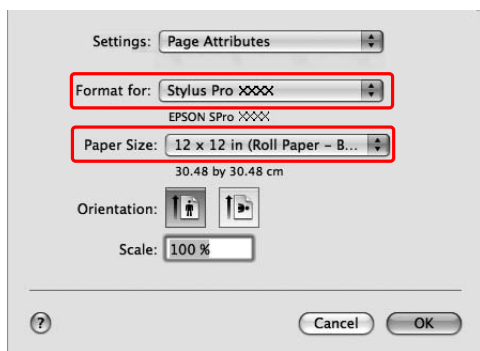 Settings: Page Attributes
Format for: Stylus Pro XXXX
EPSON SPro XXXX
Paper Size: 12 x 12 in (Roll Paper – B...
30.48 by 30.48 cm
Orientation:
Scale: 100 %
? Cancel OK